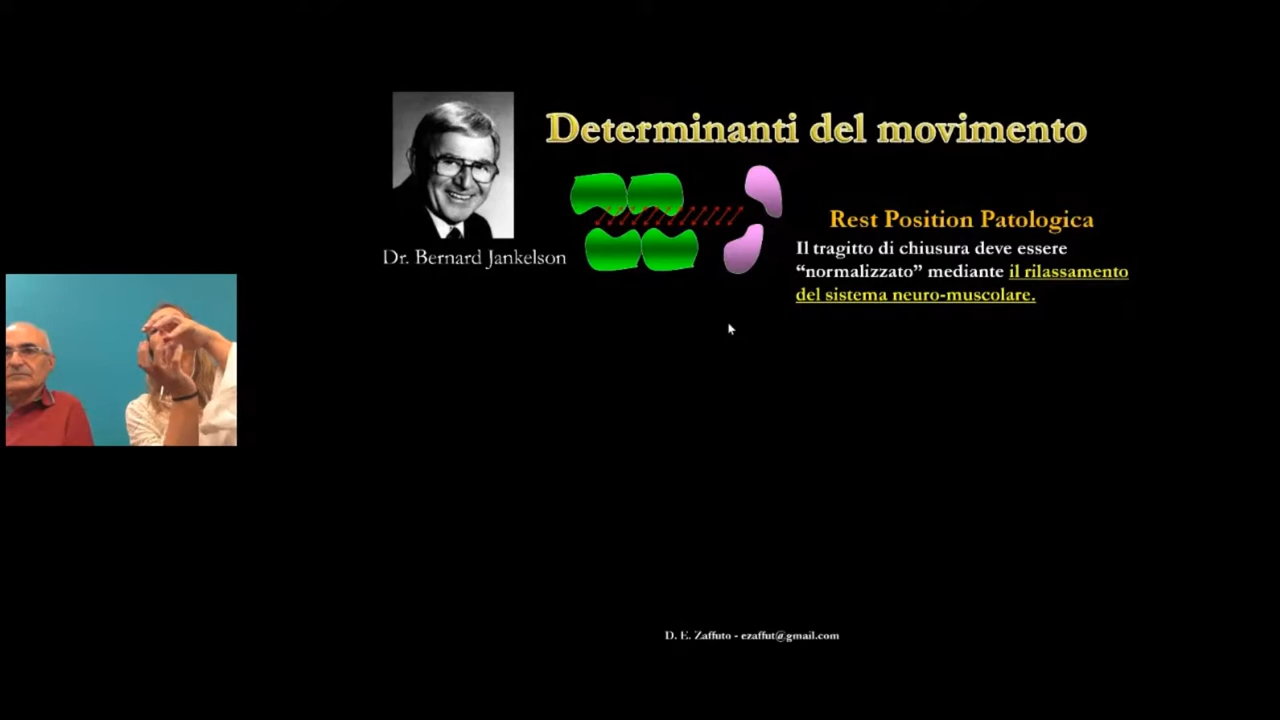 Determinanti del movimento
Dr. Bernard Jankelson
Rest Position Patologica
Il tragitto di chiusura deve essere
“normalizzato” mediante il rilassamento
del sistema neuro-muscolare.
D. E. Zaffuto - ezaffut@gmail.com